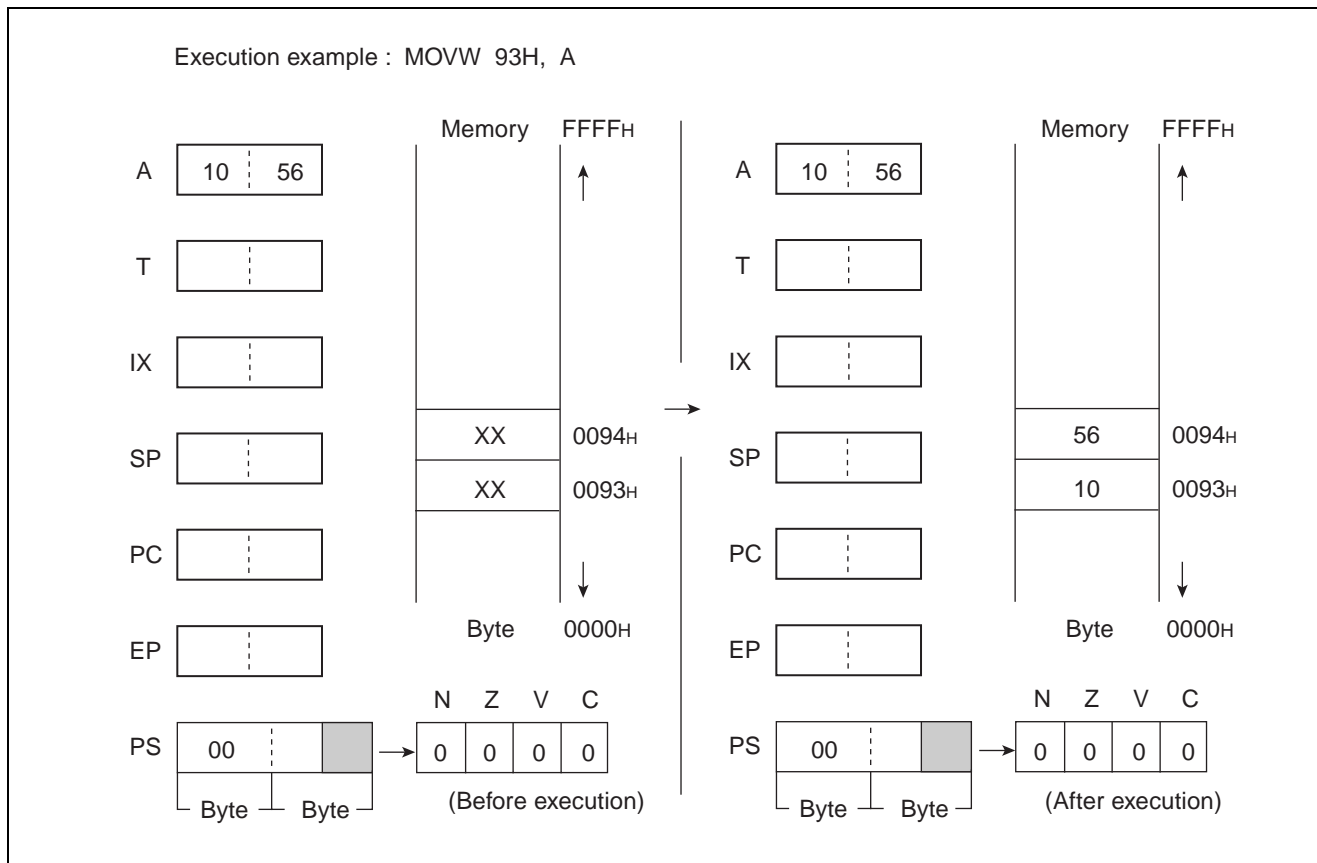 Execution example : MOVW 93H, A
Memory FFFFH
A 10 56
T
IX
SP
PC
EP
XX 0094H
XX 0093H
Byte 0000H
N Z V C
PS 00 0 0 0 0
Byte Byte
(Before execution)
Memory FFFFH
A 10 56
T
IX
SP
PC
EP
56 0094H
10 0093H
Byte 0000H
N Z V C
PS 00 0 0 0 0
Byte Byte
(After execution)